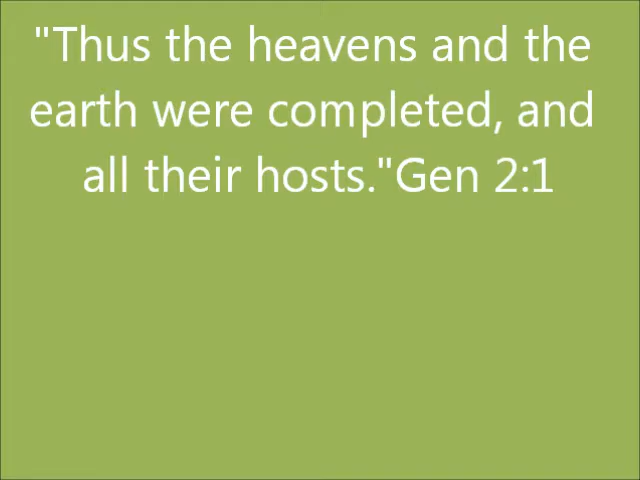 "Thus the heavens and the
earth were completed, and
all their hosts."Gen 2:1